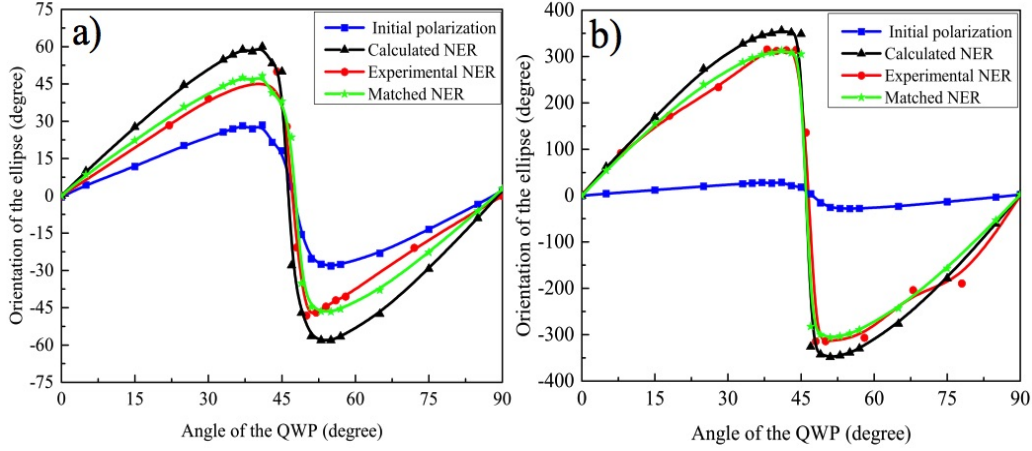 a)
Initial polarization
Calculated NER
Experimental NER
Matched NER
Orientation of the ellipse (degree)
75
60
45
30
15
0
-15
-30
-45
-60
-75
0 15 30 45 60 75 90
Angle of the QWP (degree)
b)
Initial polarization
Calculated NER
Experimental NER
Matched NER
Orientation of the ellipse (degree)
400
300
200
100
0
-100
-200
-300
-400
0 15 30 45 60 75 90
Angle of the QWP (degree)